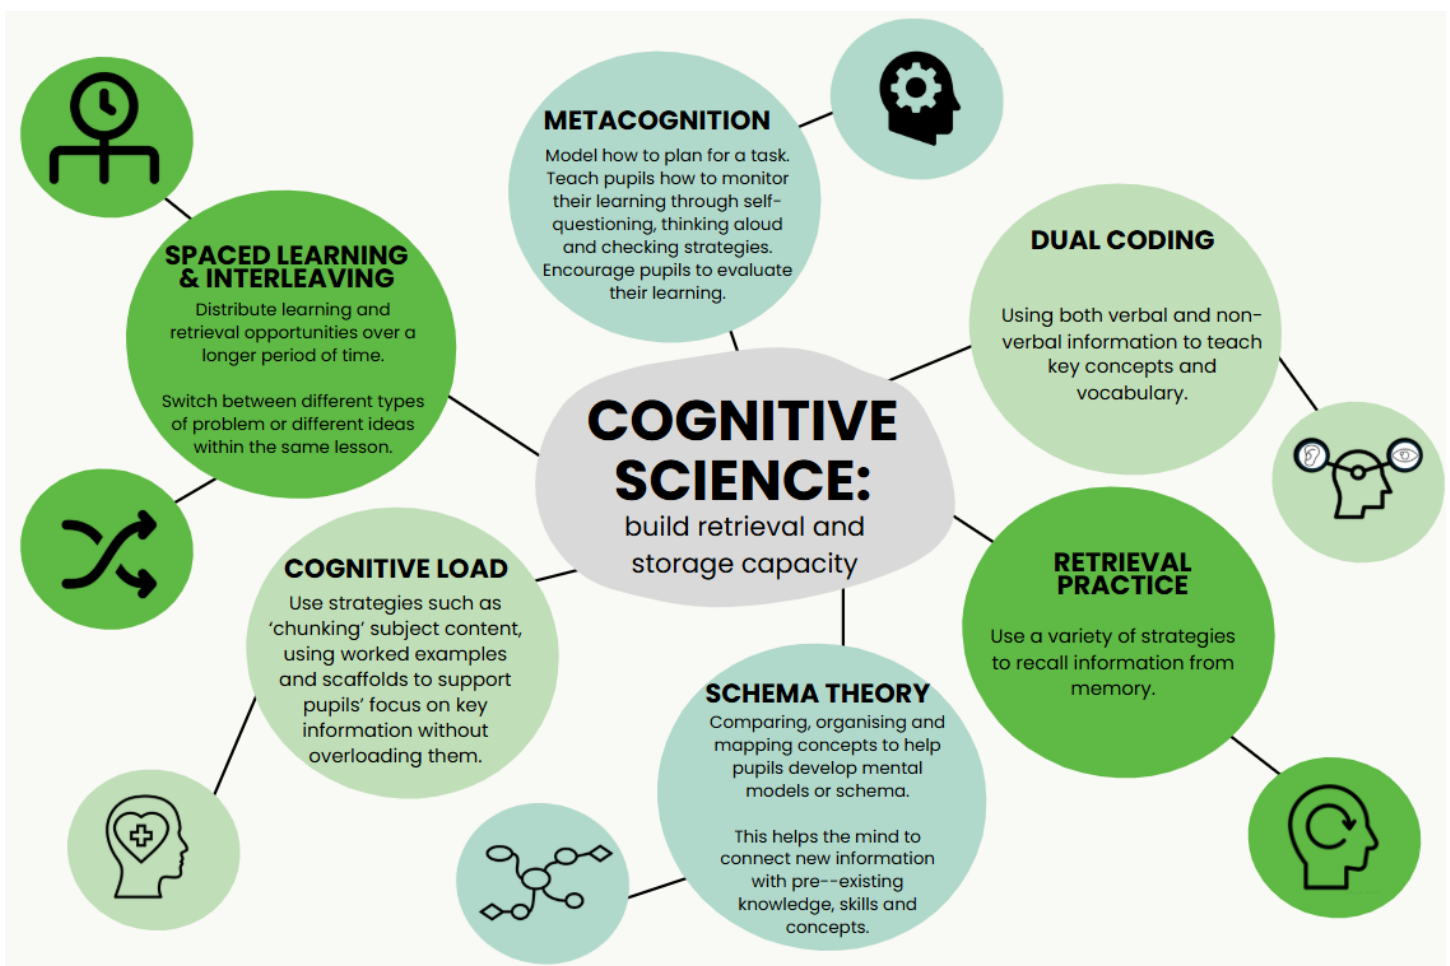 METACOGNITION
Model how to plan for a task.
Teach pupils how to monitor
their learning through self-
questioning, thinking aloud
and checking strategies.
Encourage pupils to evaluate
their learning.
SPACED LEARNING
& INTERLEAVING
Distribute learning and
retrieval opportunities over a
longer period of time.
Switch between different types
of problem or different ideas
within the same lesson.
DUAL CODING
Using both verbal and non-
verbal information to teach
key concepts and
vocabulary.
COGNITIVE
SCIENCE:
build retrieval and
storage capacity
COGNITIVE LOAD
Use strategies such as
‘chunking’ subject content,
using worked examples
and scaffolds to support
pupils’ focus on key
information without
overloading them.
RETRIEVAL
PRACTICE
Use a variety of strategies
to recall information from
memory.
SCHEMA THEORY
Comparing, organising and
mapping concepts to help
pupils develop mental
models or schema.
This helps the mind to
connect new information
with pre--existing
knowledge, skills and
concepts.